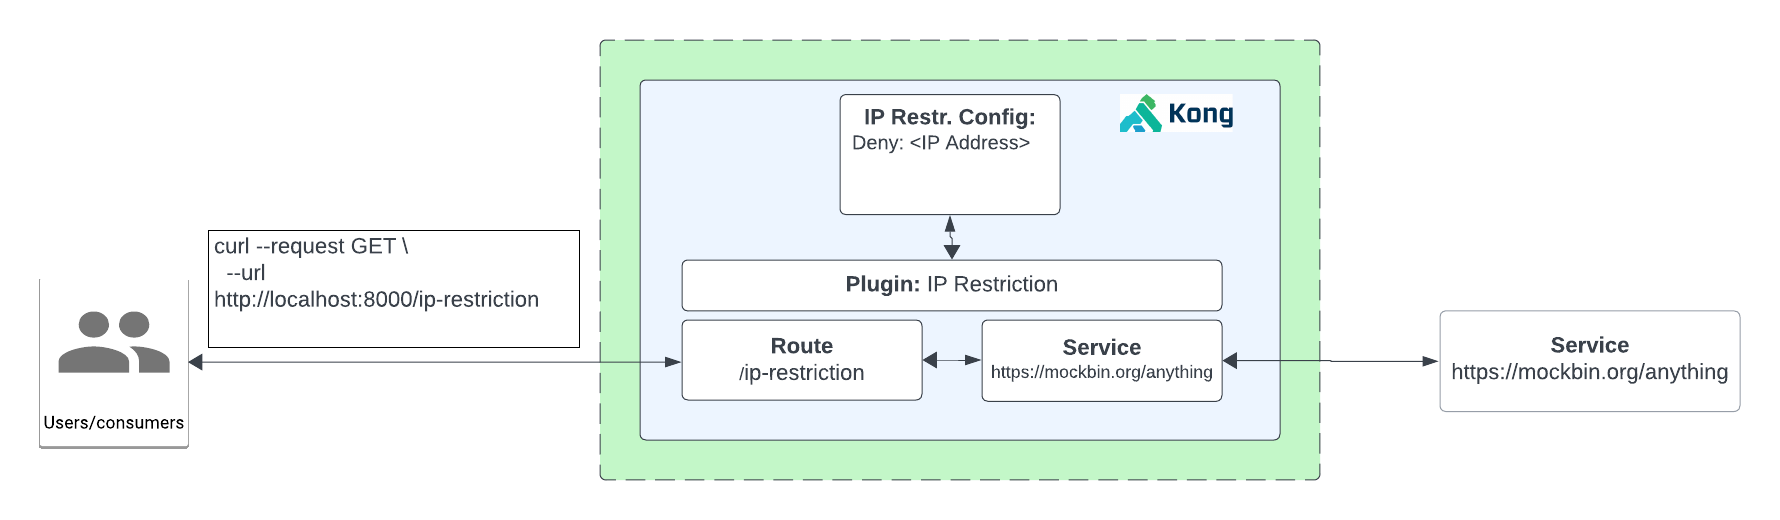 IP Restr. Config:
Deny: <IP Address>
Kong
curl --request GET \
--url
http://localhost:8000/ip-restriction
Plugin: IP Restriction
Users/consumers
Route
/ip-restriction
Service
https://mockbin.org/anything
Service
https://mockbin.org/anything